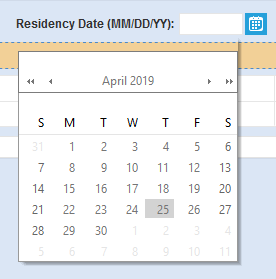 Residency Date (MM/DD/YY):
April 2019
S M T W T F S
31 1 2 3 4 5 6
7 8 9 10 11 12 13
14 15 16 17 18 19 20
21 22 23 24 25 26 27
28 29 30 1 2 3 4
5 6 7 8 9 10 11